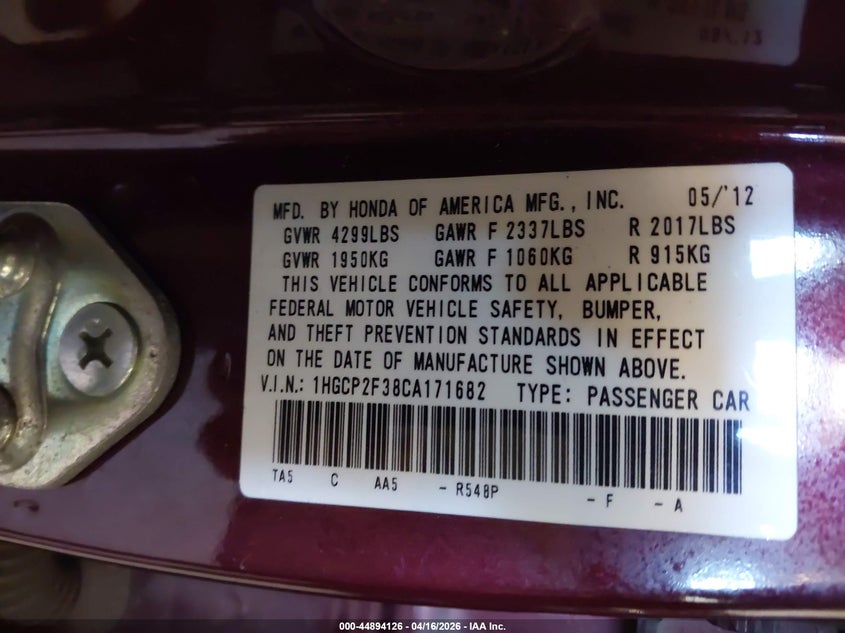 MFD. BY HONDA OF AMERICA MFG., INC. 05/'12
GVWR 4299LBS GAWR F 2337LBS R 2017LBS
GVWR 1950KG GAWR F 1060KG R 915KG
THIS VEHICLE CONFORMS TO ALL APPLICABLE
FEDERAL MOTOR VEHICLE SAFETY, BUMPER,
AND THEFT PREVENTION STANDARDS IN EFFECT
ON THE DATE OF MANUFACTURE SHOWN ABOVE.
V.I.N.: 1HGCP2F38CA171682 TYPE: PASSENGER CAR
TA5 C AA5 - R548P - F - A
000-44894126 - 04/16/2026 - IAA Inc.